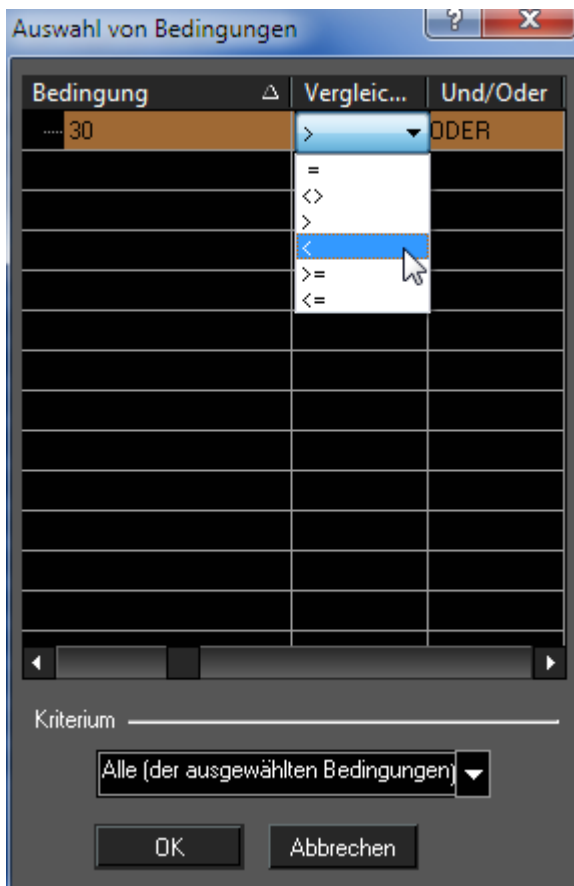 Auswahl von Bedingungen
?
Bedingung Vergleic... Und/Oder
30 > ODER
=
<>
>
<
>=
<=
Kriterium
Alle (der ausgewählten Bedingungen)
OK Abbrechen